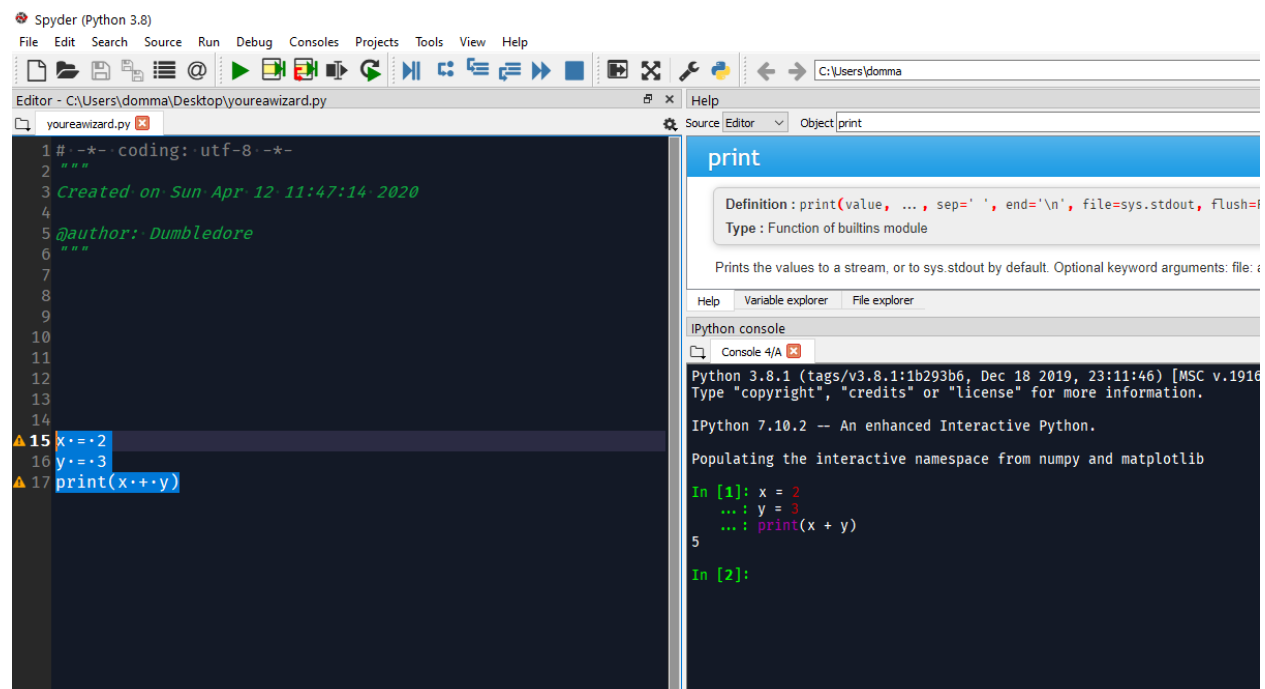 Spyder (Python 3.8)
File Edit Search Source Run Debug Consoles Projects Tools View Help
C:\Users\domma
Editor - C:\Users\domma\Desktop\youreawizard.py
youreawizard.py
1 # -*- coding: utf-8 -*-
2 """
3 Created on Sun Apr 12 11:47:14 2020
4
5 @author: Dumbledore
6 """
7
8
9
10
11
12
13
14
15 x = 2
16 y = 3
17 print(x + y)
Help
Source Editor Object print
print
Definition : print(value, ..., sep=' ', end='\n', file=sys.stdout, flush=
Type : Function of builtins module
Prints the values to a stream, or to sys.stdout by default. Optional keyword arguments: file:
Help Variable explorer File explorer
IPython console
Console 4/A
Python 3.8.1 (tags/v3.8.1:1b293b6, Dec 18 2019, 23:11:46) [MSC v.1916
Type "copyright", "credits" or "license" for more information.
IPython 7.10.2 -- An enhanced Interactive Python.
Populating the interactive namespace from numpy and matplotlib
In [1]: x = 2
...: y = 3
...: print(x + y)
5
In [2]: